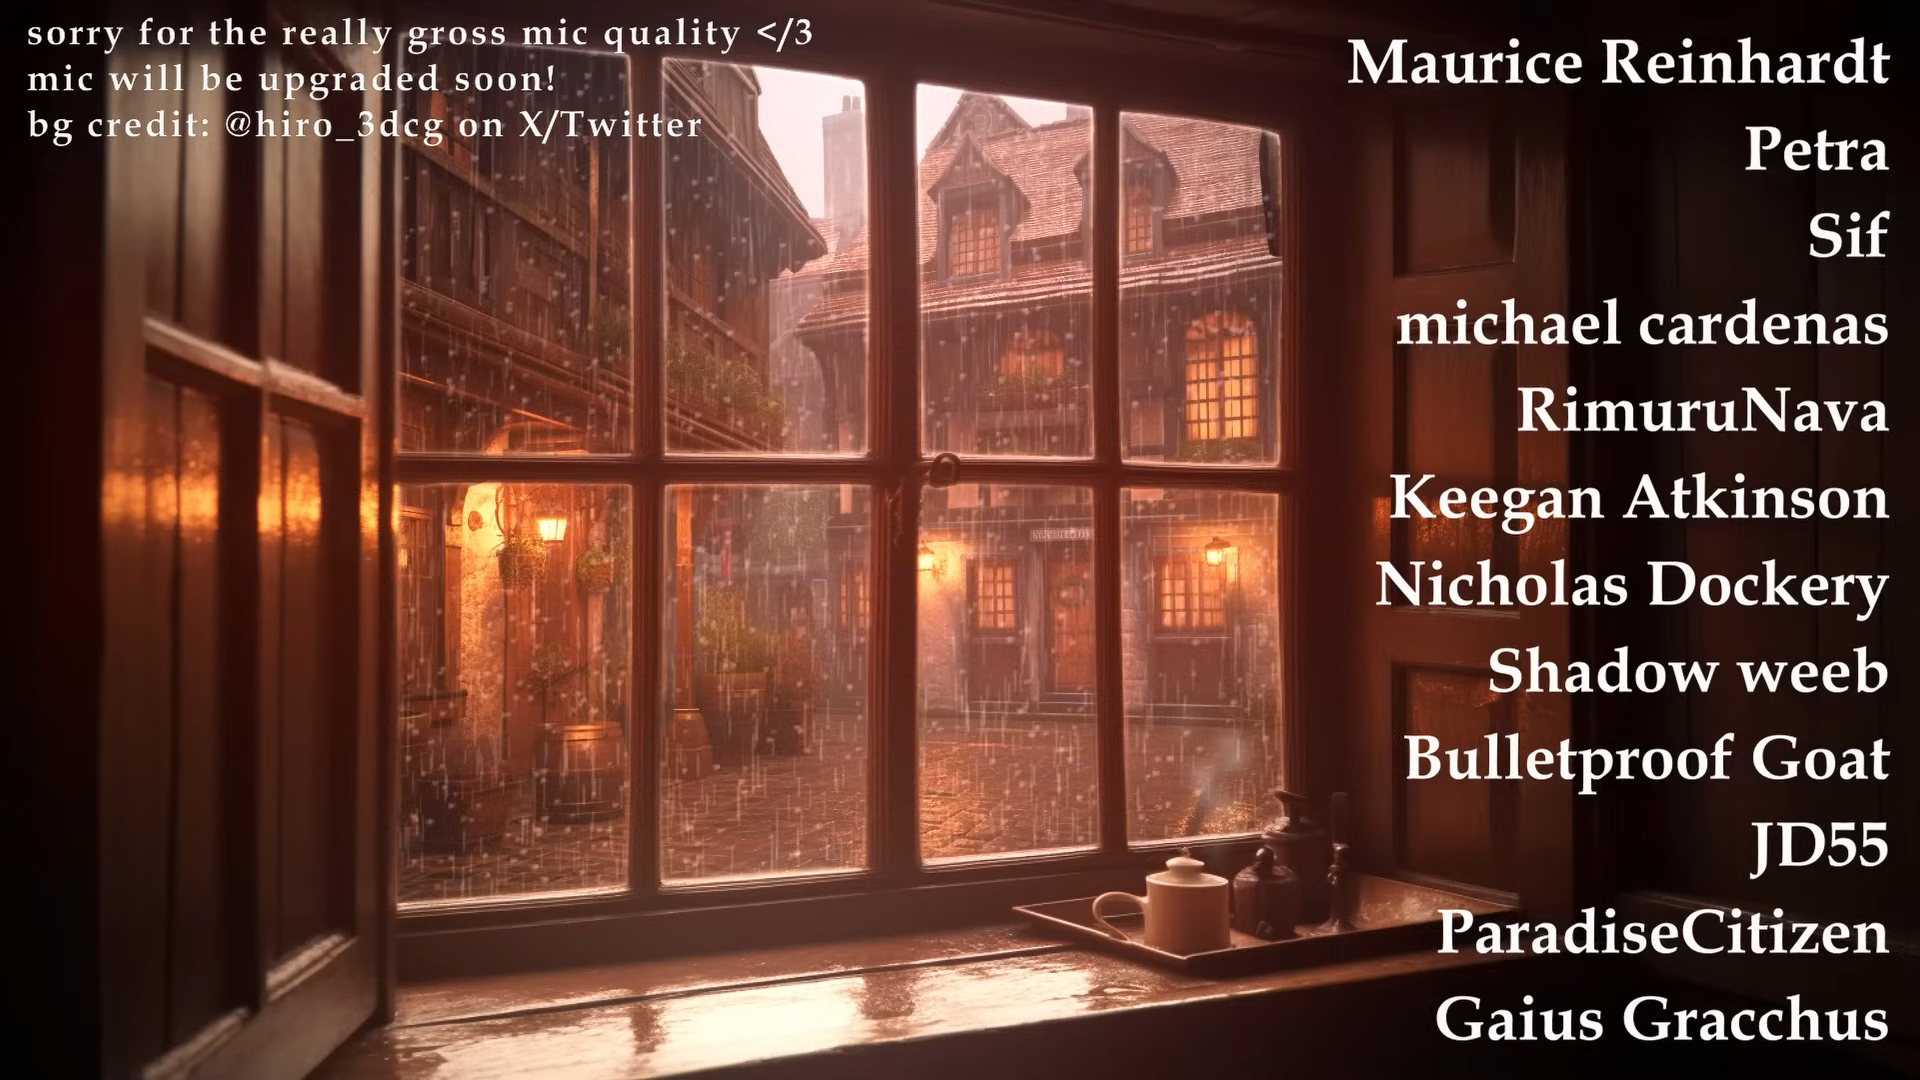 sorry for the really gross mic quality </3
mic will be upgraded soon!
bg credit: @hiro_3dcg on X/Twitter
Maurice Reinhardt
Petra
Sif
michael cardenas
RimuruNava
Keegan Atkinson
Nicholas Dockery
Shadow weeb
Bulletproof Goat
JD55
ParadiseCitizen
Gaius Gracchus